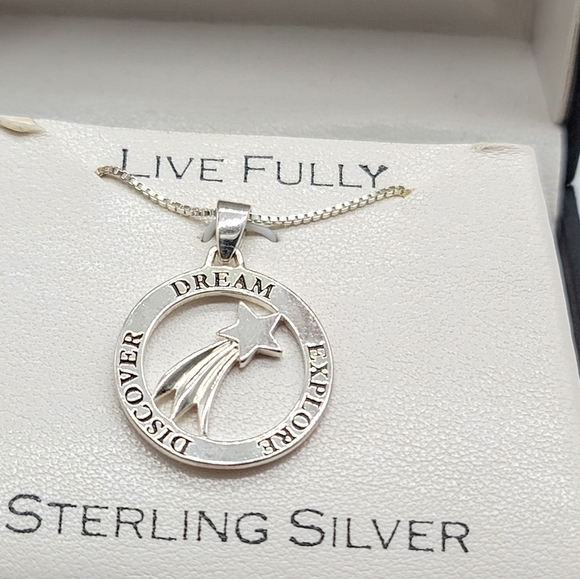 LIVE FULLY
DREAM
EXPLORE
DISCOVER
STERLING SILVER